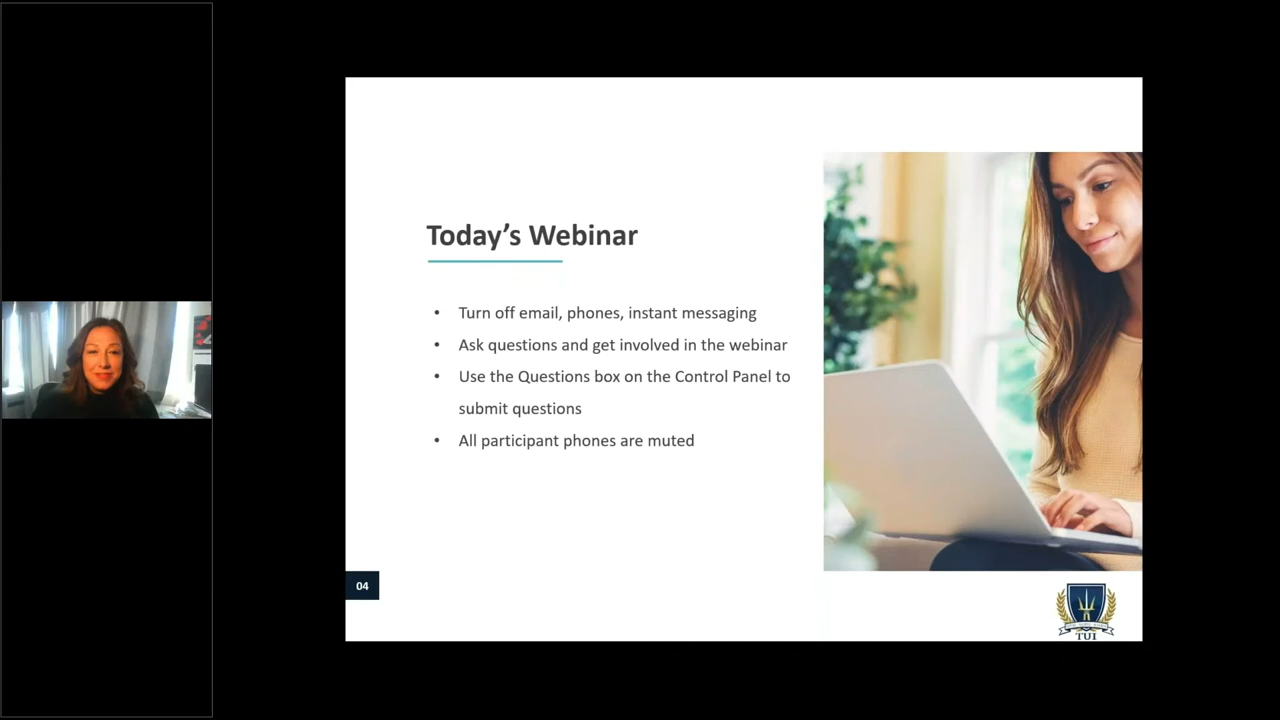 Today’s Webinar
• Turn off email, phones, instant messaging
• Ask questions and get involved in the webinar
• Use the Questions box on the Control Panel to
submit questions
• All participant phones are muted
04
TUI